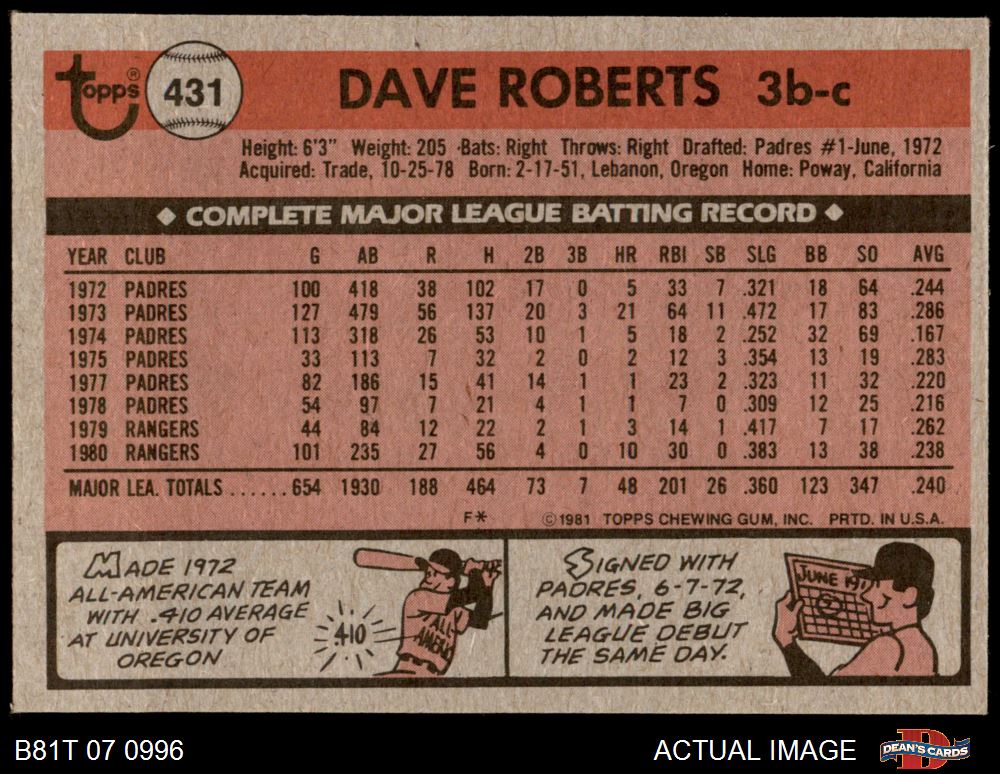 topps® 431 DAVE ROBERTS 3b-c
Height: 6'3" Weight: 205 Bats: Right Throws: Right Drafted: Padres #1-June, 1972
Acquired: Trade, 10-25-78 Born: 2-17-51, Lebanon, Oregon Home: Poway, California
◆ COMPLETE MAJOR LEAGUE BATTING RECORD ◆
YEAR CLUB G AB R H 2B 3B HR RBI SB SLG BB SO AVG
1972 PADRES 100 418 38 102 17 0 5 33 7 .321 18 64 .244
1973 PADRES 127 479 56 137 20 3 21 64 11 .472 17 83 .286
1974 PADRES 113 318 26 53 10 1 5 18 2 .252 32 69 .167
1975 PADRES 33 113 7 32 2 0 2 12 3 .354 13 19 .283
1977 PADRES 82 186 15 41 14 1 1 23 2 .323 11 32 .220
1978 PADRES 54 97 7 21 4 1 1 7 0 .309 12 25 .216
1979 RANGERS 44 84 12 22 2 1 3 14 1 .417 7 17 .262
1980 RANGERS 101 235 27 56 4 0 10 30 0 .383 13 38 .238
MAJOR LEA. TOTALS ......654 1930 188 464 73 7 48 201 26 .360 123 347 .240
F* ©1981 TOPPS CHEWING GUM, INC. PRTD. IN U.S.A.
MADE 1972
ALL-AMERICAN TEAM
WITH .410 AVERAGE
AT UNIVERSITY OF
OREGON
.410
ALL-
AMERI
SIGNED WITH
PADRES, 6-7-72,
AND MADE BIG
LEAGUE DEBUT
THE SAME DAY.
JUNE
B81T 07 0996 ACTUAL IMAGE DEAN'S CARDS